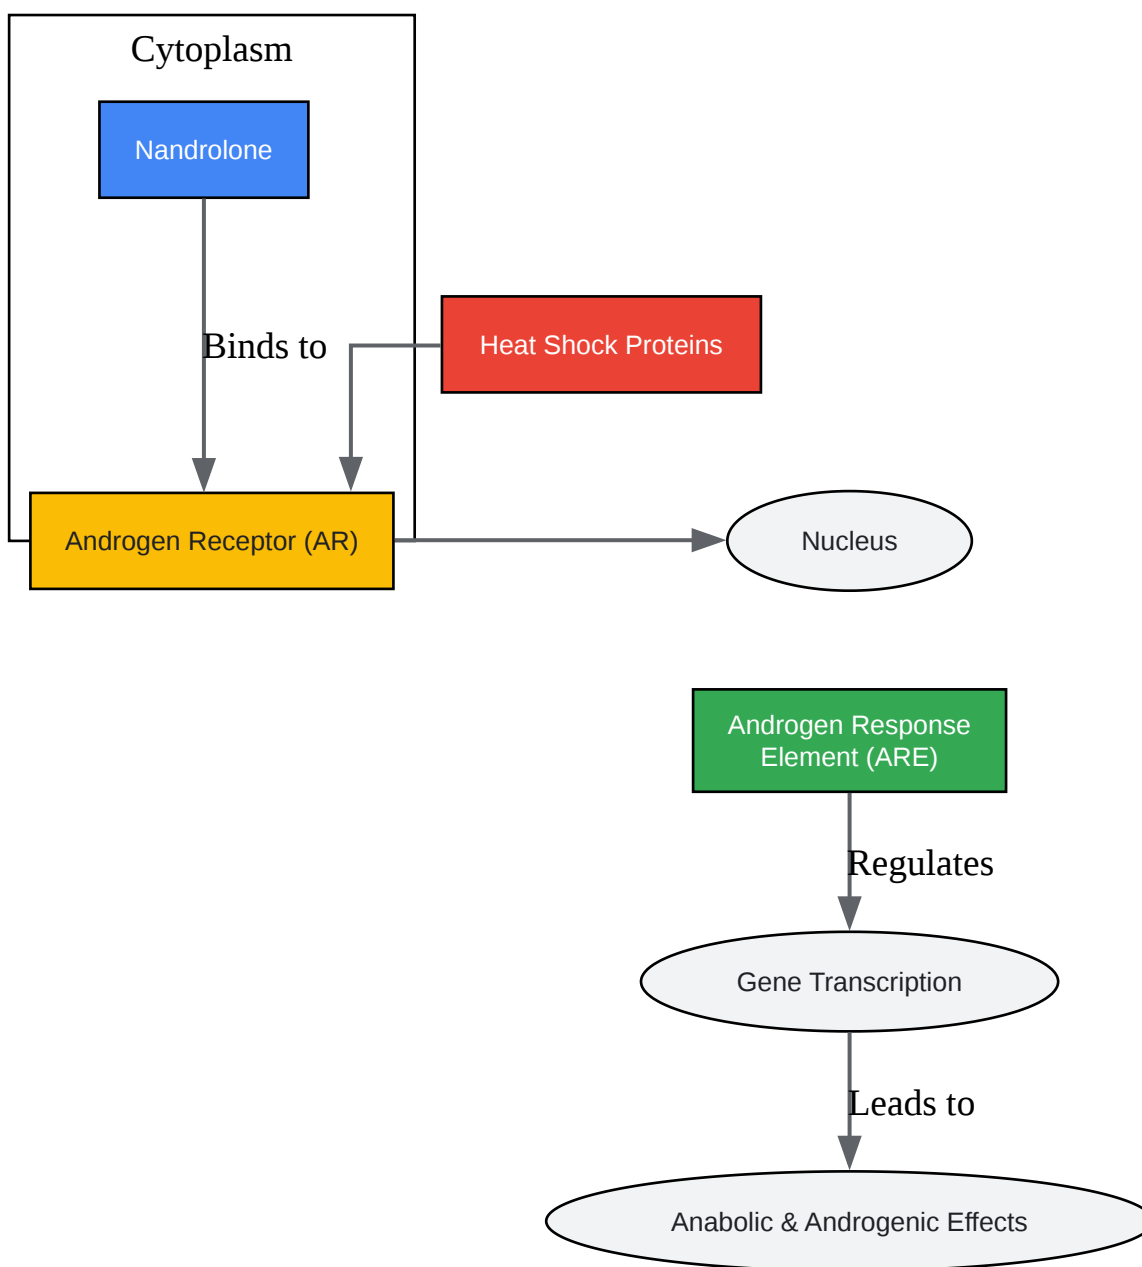 Cytoplasm
Nandrolone
Binds to
Heat Shock Proteins
Androgen Receptor (AR)
Nucleus
Androgen Response
Element (ARE)
Regulates
Gene Transcription
Leads to
Anabolic & Androgenic Effects